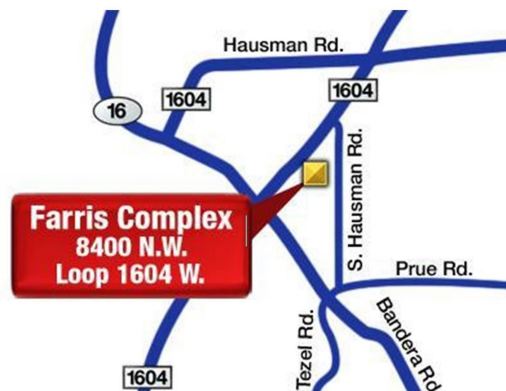 Hausman Rd.
1604
16
1604
Farris Complex
8400 N.W.
Loop 1604 W.
S. Hausman Rd.
Prue Rd.
Tezel Rd.
Bandera Rd
1604